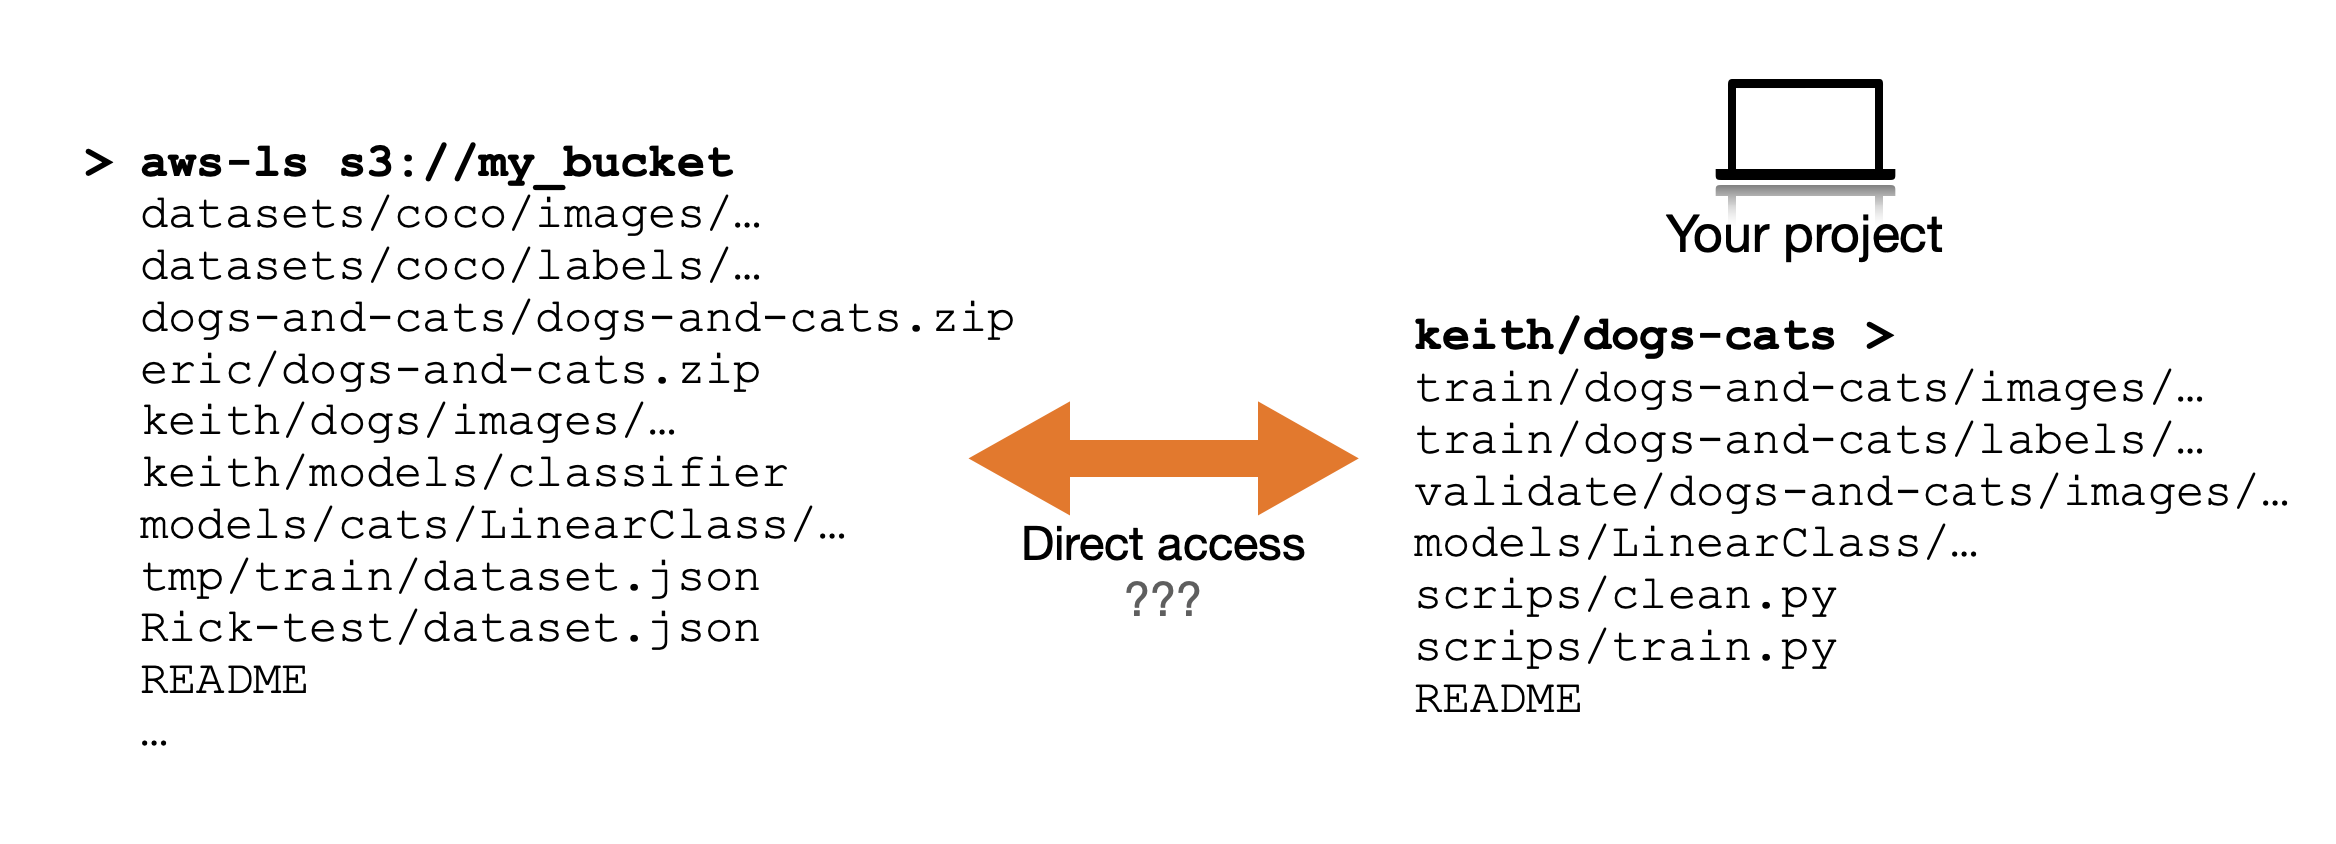 > aws-ls s3://my_bucket
datasets/coco/images/…
datasets/coco/labels/…
dogs-and-cats/dogs-and-cats.zip
eric/dogs-and-cats.zip
keith/dogs/images/…
keith/models/classifier
models/cats/LinearClass/…
tmp/train/dataset.json
Rick-test/dataset.json
README
…
Direct access
???
Your project
keith/dogs-cats >
train/dogs-and-cats/images/…
train/dogs-and-cats/labels/…
validate/dogs-and-cats/images/…
models/LinearClass/…
scrips/clean.py
scrips/train.py
README